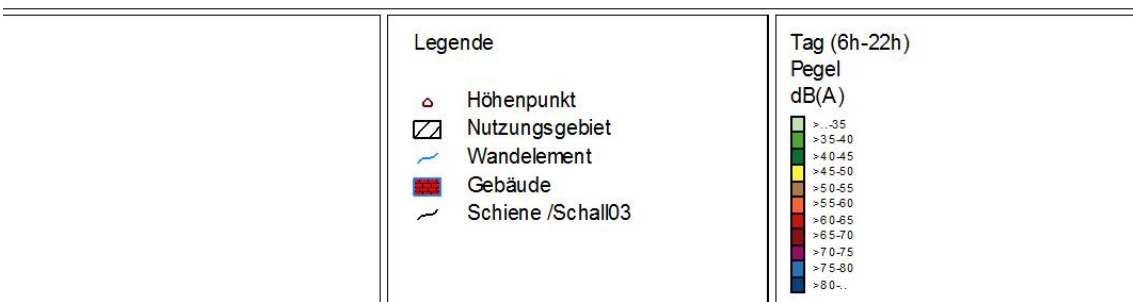 Legende
Höhenpunkt
Nutzungsgebiet
Wandelement
Gebäude
Schiene /Schall03
Tag (6h-22h)
Pegel
dB(A)
>..-35
>35-40
>40-45
>45-50
>50-55
>55-60
>60-65
>65-70
>70-75
>75-80
>80-..